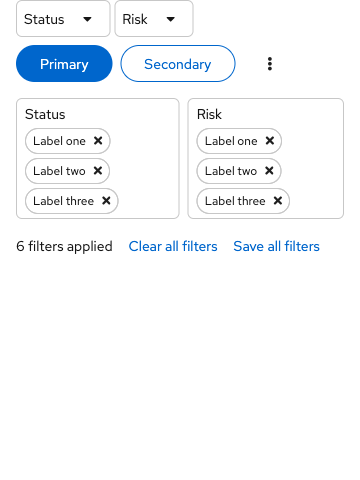 Status Risk
Primary Secondary
Status
Label one
Label two
Label three
Risk
Label one
Label two
Label three
6 filters applied Clear all filters Save all filters